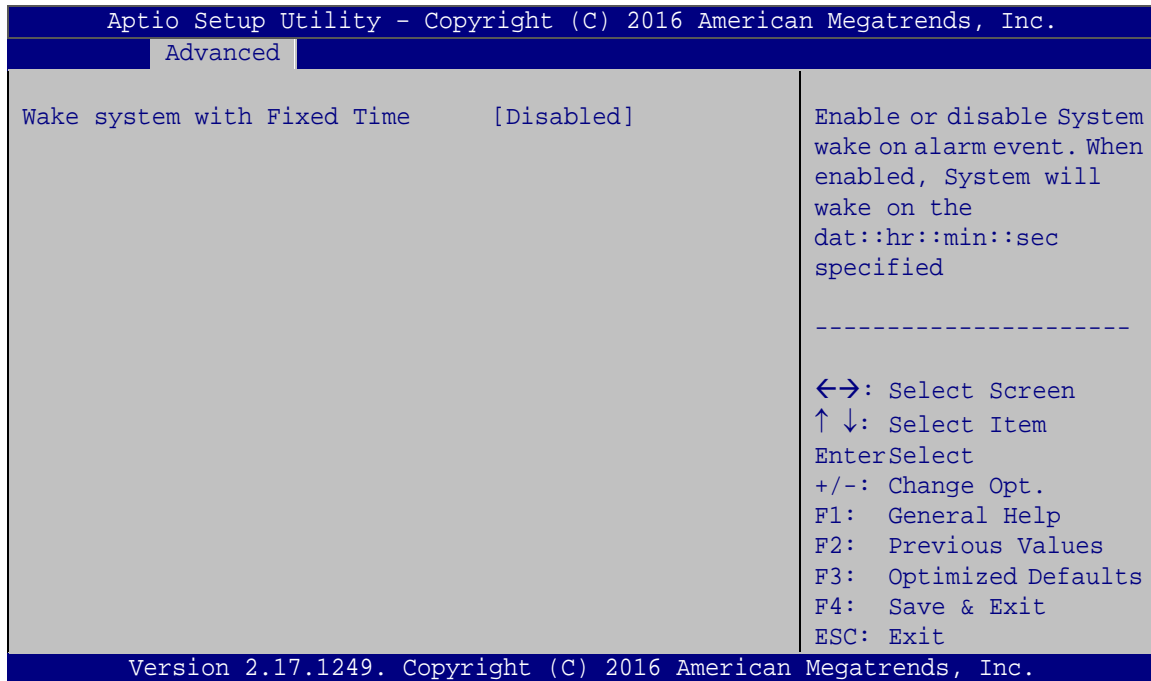 Aptio Setup Utility – Copyright (C) 2016 American Megatrends, Inc.
Advanced
Wake system with Fixed Time [Disabled]
Enable or disable System
wake on alarm event. When
enabled, System will
wake on the
dat::hr::min::sec
specified
----------------------
←→: Select Screen
↑ ↓: Select Item
EnterSelect
+/-: Change Opt.
F1: General Help
F2: Previous Values
F3: Optimized Defaults
F4: Save & Exit
ESC: Exit
Version 2.17.1249. Copyright (C) 2016 American Megatrends, Inc.